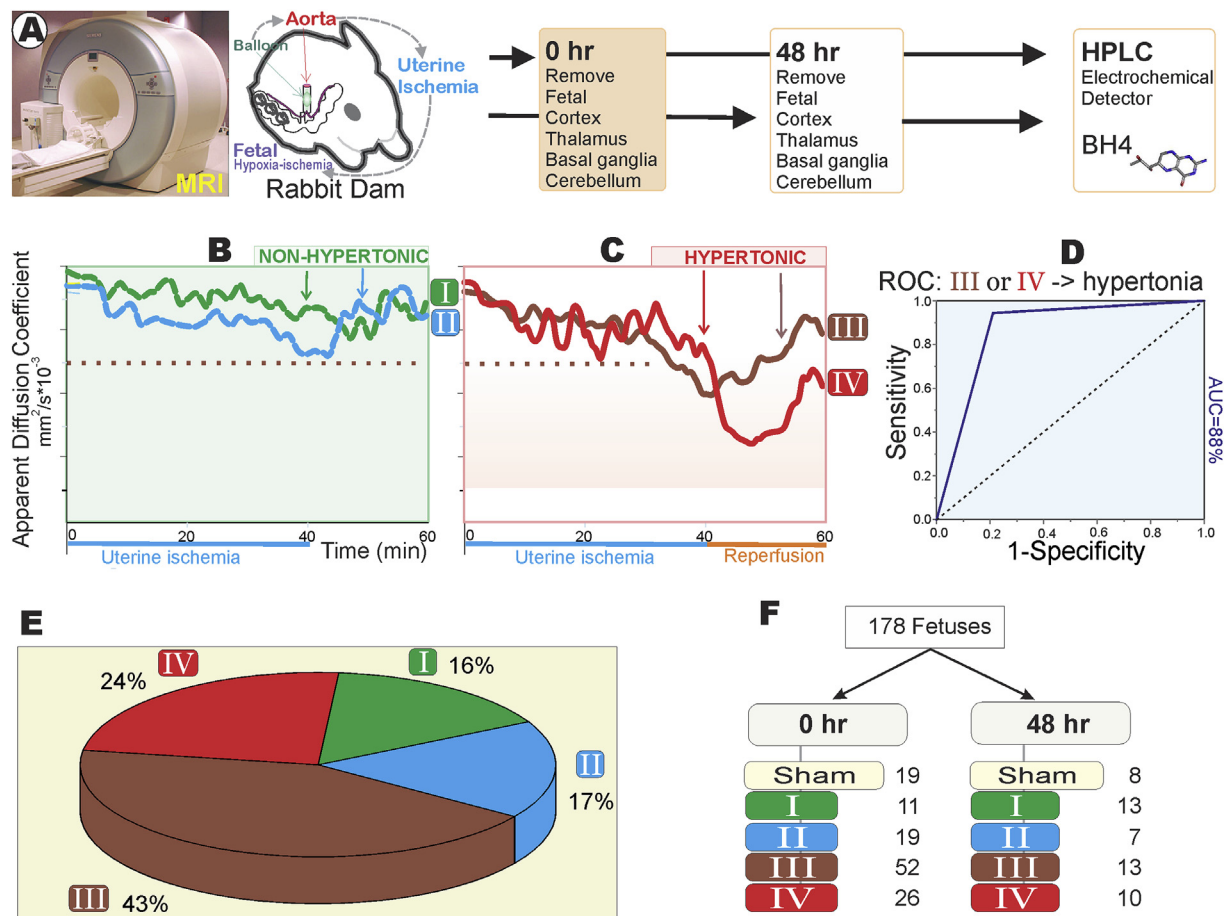 A
MRI
Aorta
Balloon
Uterine
Ischemia
Fetal
Hypoxia-ischemia
Rabbit Dam
0 hr
Remove
Fetal
Cortex
Thalamus
Basal ganglia
Cerebellum
48 hr
Remove
Fetal
Cortex
Thalamus
Basal ganglia
Cerebellum
HPLC
Electrochemical
Detector
BH4
Apparent Diffusion Coefficient
mm²/s*10⁻³
B
NON-HYPERTONIC
I
II
0
20
40
60
Time (min)
Uterine ischemia
C
HYPERTONIC
III
IV
0
20
40
60
Uterine ischemia
Reperfusion
D
ROC: III or IV -> hypertonia
Sensitivity
1.0
0.8
0.6
0.4
0.2
0.0
0.0
0.2
0.4
0.6
0.8
1.0
1-Specificity
AUC=88%
E
IV
24%
I
16%
II
17%
III
43%
F
178 Fetuses
0 hr
Sham 19
I 11
II 19
III 52
IV 26
48 hr
Sham 8
I 13
II 7
III 13
IV 10